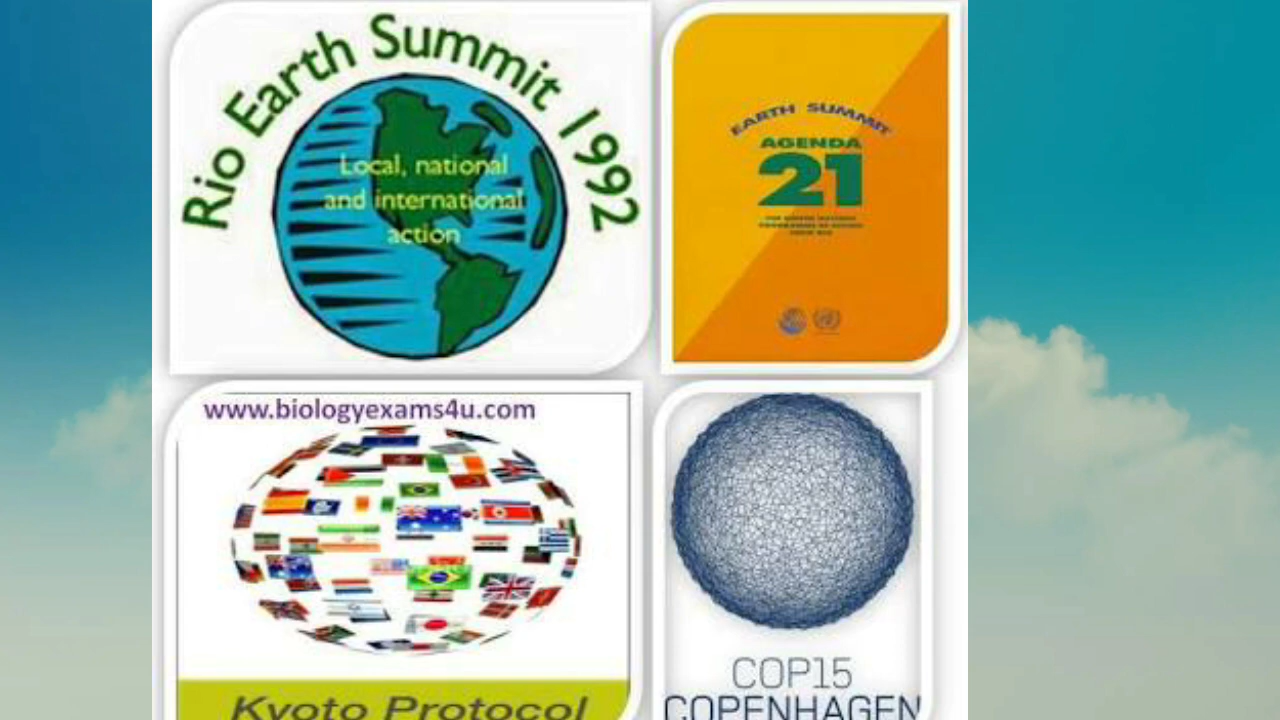 Rio Earth Summit 1992
Local, national
and international
action
EARTH SUMMIT
AGENDA
21
www.biologyexams4u.com
Kyoto Protocol
COP15
COPENHAGEN